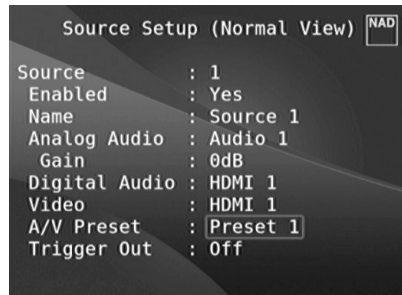 Source Setup (Normal View) NAD
Source : 1
Enabled : Yes
Name : Source 1
Analog Audio : Audio 1
Gain : 0dB
Digital Audio : HDMI 1
Video : HDMI 1
A/V Preset : Preset 1
Trigger Out : Off